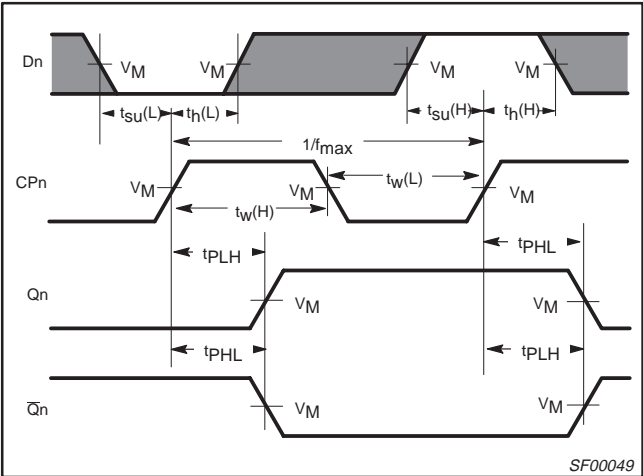 Dn
VM VM VM VM
tsu(L) th(L) tsu(H) th(H)
1/fmax
CPn
VM VM tw(L) VM
tw(H)
tPLH tPHL
Qn
VM VM
tPHL tPLH
Q̅n
VM VM
SF00049